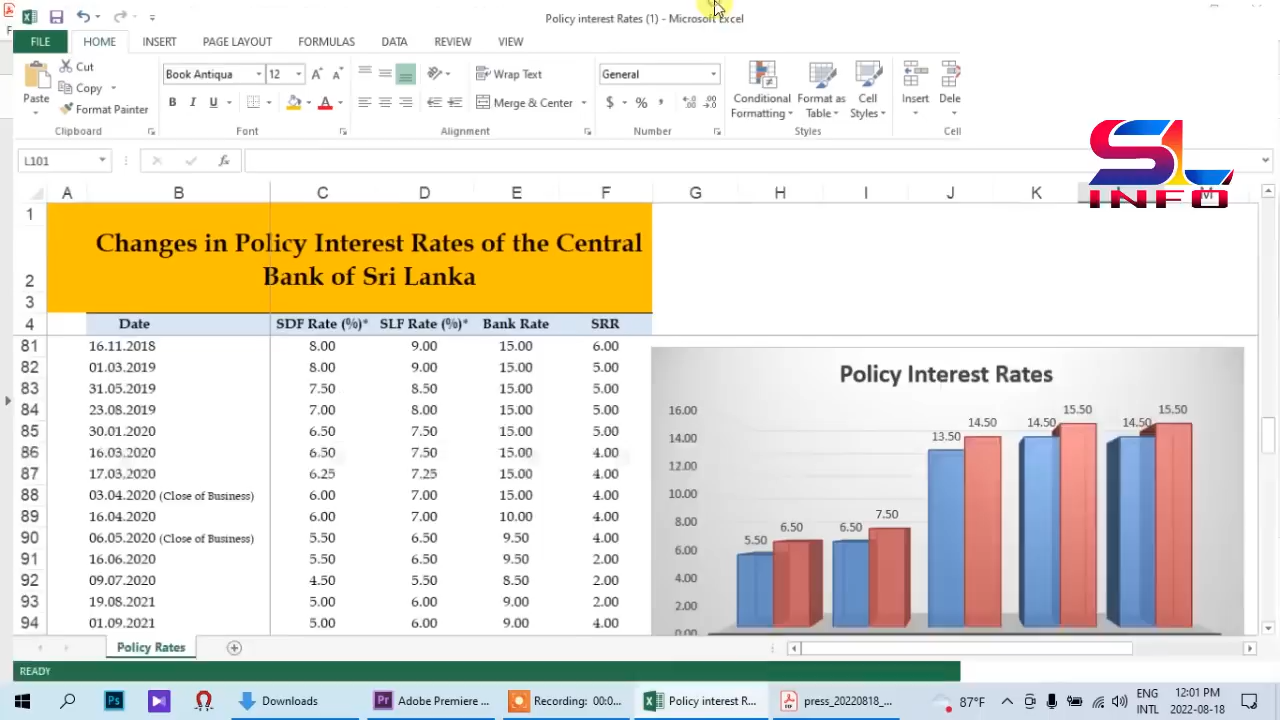 Policy interest Rates (1) - Microsoft Excel
FILE HOME INSERT PAGE LAYOUT FORMULAS DATA REVIEW VIEW
Cut
Copy
Format Painter
Paste
Clipboard
Book Antiqua 12
B I U
Font
Wrap Text
Merge & Center
Alignment
General
$ % ,
Number
Conditional Formatting
Format as Table
Cell Styles
Styles
Insert
Dele
Cell
SL
INFO
L101
fx
A B C D E F G H I J K L M
1
2
3
Changes in Policy Interest Rates of the Central
Bank of Sri Lanka
4 Date SDF Rate (%)* SLF Rate (%)* Bank Rate SRR
81 16.11.2018 8.00 9.00 15.00 6.00
82 01.03.2019 8.00 9.00 15.00 5.00
83 31.05.2019 7.50 8.50 15.00 5.00
84 23.08.2019 7.00 8.00 15.00 5.00
85 30.01.2020 6.50 7.50 15.00 5.00
86 16.03.2020 6.50 7.50 15.00 4.00
87 17.03.2020 6.25 7.25 15.00 4.00
88 03.04.2020 (Close of Business) 6.00 7.00 15.00 4.00
89 16.04.2020 6.00 7.00 10.00 4.00
90 06.05.2020 (Close of Business) 5.50 6.50 9.50 4.00
91 16.06.2020 5.50 6.50 9.50 2.00
92 09.07.2020 4.50 5.50 8.50 2.00
93 19.08.2021 5.00 6.00 9.00 2.00
94 01.09.2021 5.00 6.00 9.00 4.00
Policy Interest Rates
16.00
14.00
12.00
10.00
8.00
6.00
4.00
2.00
0.00
5.50 6.50 6.50 7.50 13.50 14.50 14.50 15.50 14.50 15.50
Policy Rates
READY
Ps
Downloads
Pr Adobe Premiere ...
Recording: 00:0...
Policy interest R...
press_20220818_...
87°F
ENG
INTL
12:01 PM
2022-08-18